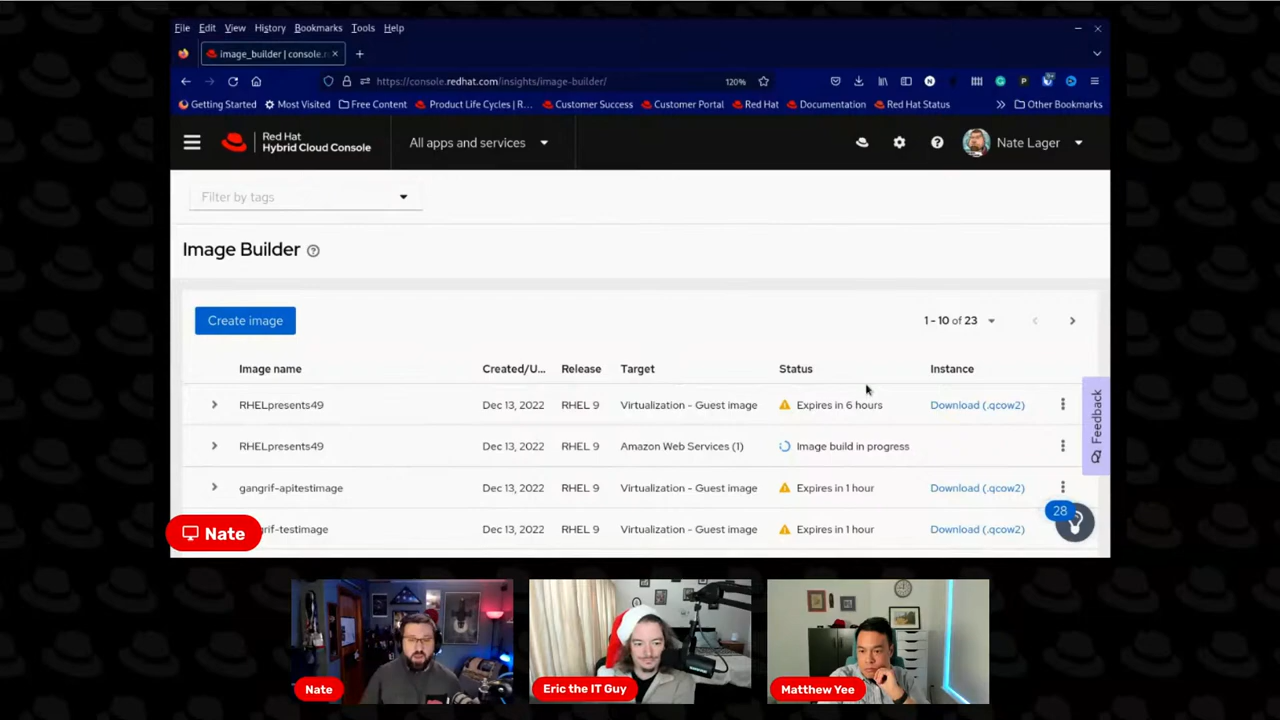 File Edit View History Bookmarks Tools Help
image_builder | console.r
https://console.redhat.com/insights/image-builder/ 120%
Getting Started Most Visited Free Content Product Life Cycles | R... Customer Success Customer Portal Red Hat Documentation Red Hat Status Other Bookmarks
Red Hat
Hybrid Cloud Console
All apps and services
Nate Lager
Filter by tags
Image Builder
Create image
1 - 10 of 23
Image name Created/U... Release Target Status Instance
RHELpresents49 Dec 13, 2022 RHEL 9 Virtualization - Guest image Expires in 6 hours Download (.qcow2)
RHELpresents49 Dec 13, 2022 RHEL 9 Amazon Web Services (1) Image build in progress
gangrif-apitestimage Dec 13, 2022 RHEL 9 Virtualization - Guest image Expires in 1 hour Download (.qcow2)
rif-testimage Dec 13, 2022 RHEL 9 Virtualization - Guest image Expires in 1 hour Download (.qcow2)
Feedback
28
Nate
Nate
Eric the IT Guy
Matthew Yee